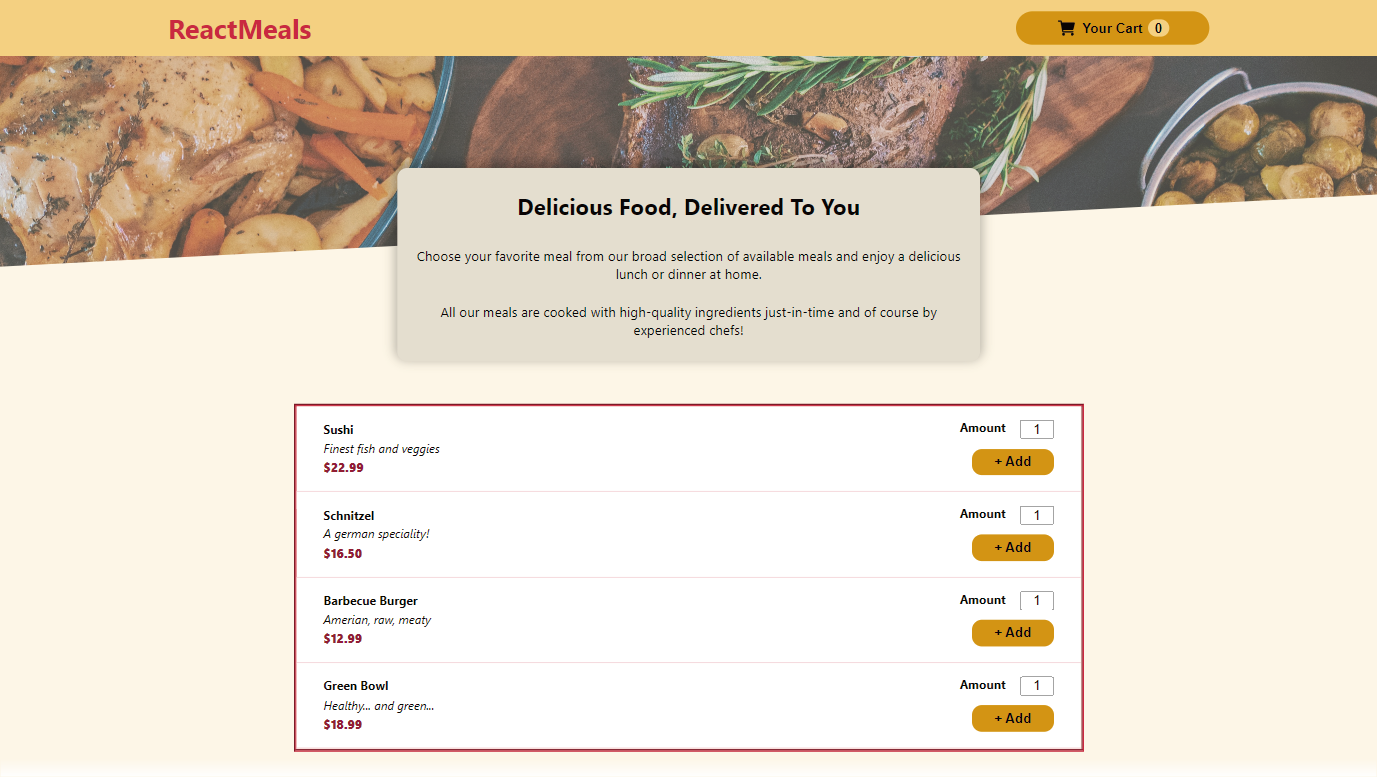 ReactMeals
Your Cart 0
Delicious Food, Delivered To You
Choose your favorite meal from our broad selection of available meals and enjoy a delicious
lunch or dinner at home.
All our meals are cooked with high-quality ingredients just-in-time and of course by
experienced chefs!
Sushi
Finest fish and veggies
$22.99
Amount 1
+ Add
Schnitzel
A german speciality!
$16.50
Amount 1
+ Add
Barbecue Burger
Amerian, raw, meaty
$12.99
Amount 1
+ Add
Green Bowl
Healthy... and green...
$18.99
Amount 1
+ Add